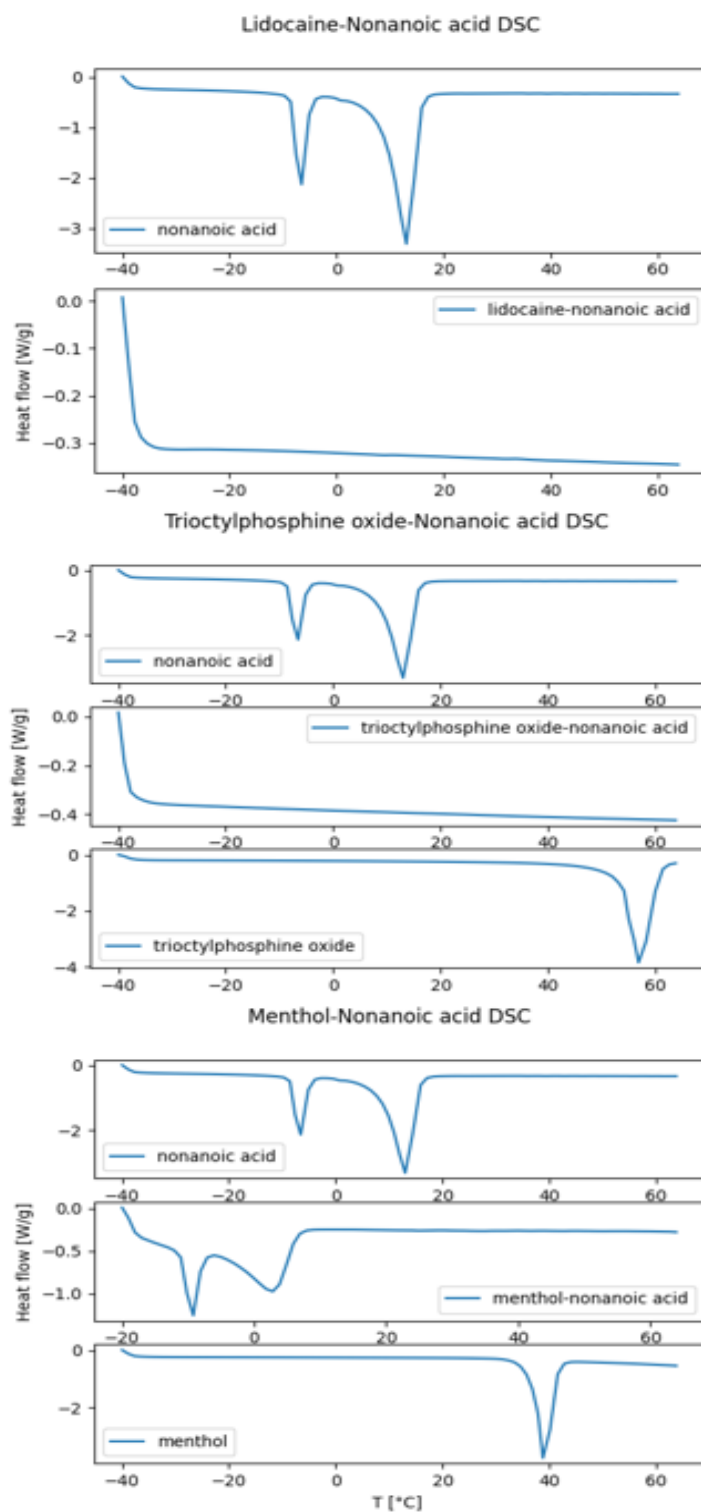 Lidocaine-Nonanoic acid DSC
0
−1
−2
−3
nonanoic acid
−40 −20 0 20 40 60
Heat flow [W/g]
0.0
−0.1
−0.2
−0.3
lidocaine-nonanoic acid
−40 −20 0 20 40 60
Trioctylphosphine oxide-Nonanoic acid DSC
0
−2
nonanoic acid
−40 −20 0 20 40 60
Heat flow [W/g]
0.0
−0.2
−0.4
trioctylphosphine oxide-nonanoic acid
−40 −20 0 20 40 60
0
−2
−4
trioctylphosphine oxide
−40 −20 0 20 40 60
Menthol-Nonanoic acid DSC
0
−2
nonanoic acid
−40 −20 0 20 40 60
Heat flow [W/g]
0.0
−0.5
−1.0
menthol-nonanoic acid
−20 0 20 40 60
0
−2
menthol
−40 −20 0 20 40 60
T [°C]